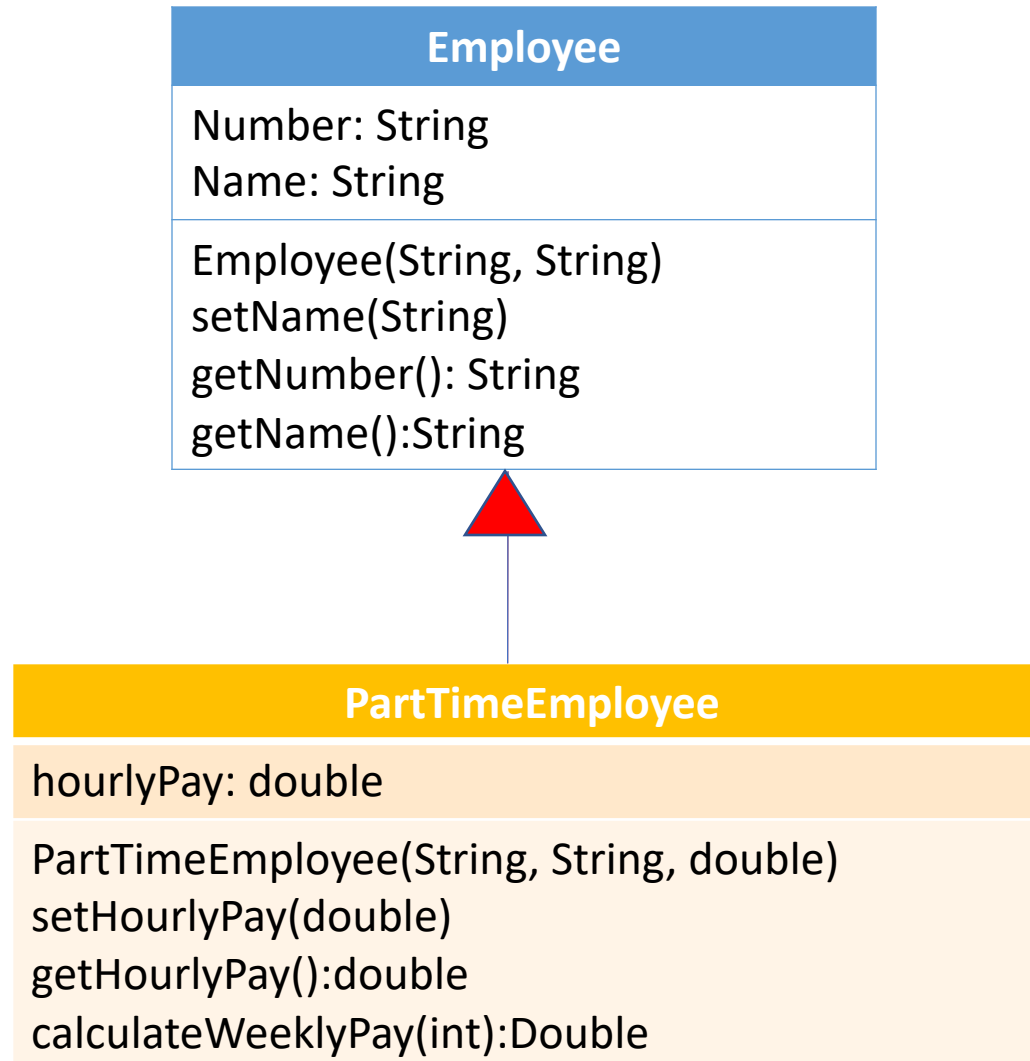 Employee
Number: String
Name: String
Employee(String, String)
setName(String)
getNumber(): String
getName():String
PartTimeEmployee
hourlyPay: double
PartTimeEmployee(String, String, double)
setHourlyPay(double)
getHourlyPay():double
calculateWeeklyPay(int):Double